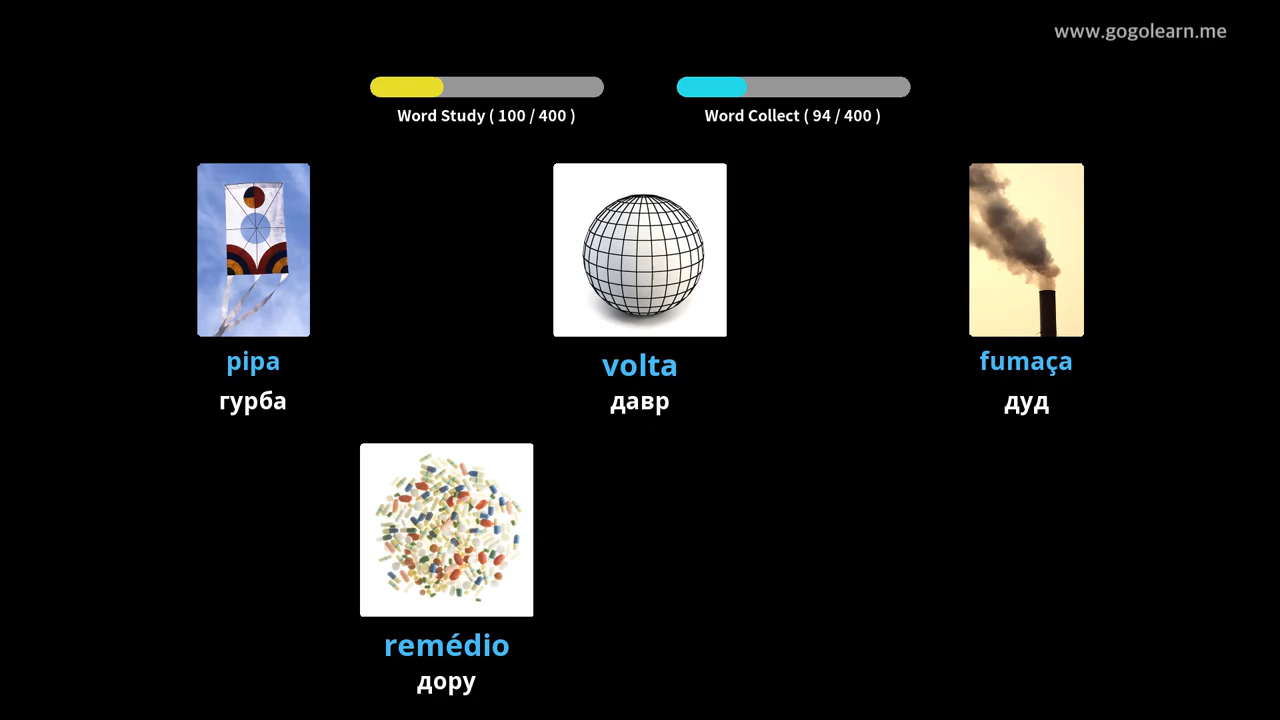 www.gogolearn.me
Word Study ( 100 / 400 )
Word Collect ( 94 / 400 )
pipa
гурба
volta
давр
fumaça
дуд
remédio
дору